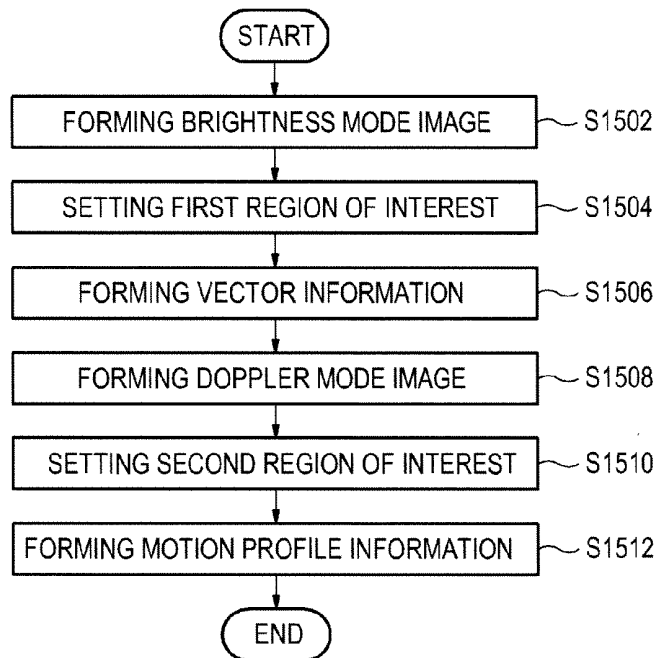 START
FORMING BRIGHTNESS MODE IMAGE S1502
SETTING FIRST REGION OF INTEREST S1504
FORMING VECTOR INFORMATION S1506
FORMING DOPPLER MODE IMAGE S1508
SETTING SECOND REGION OF INTEREST S1510
FORMING MOTION PROFILE INFORMATION S1512
END